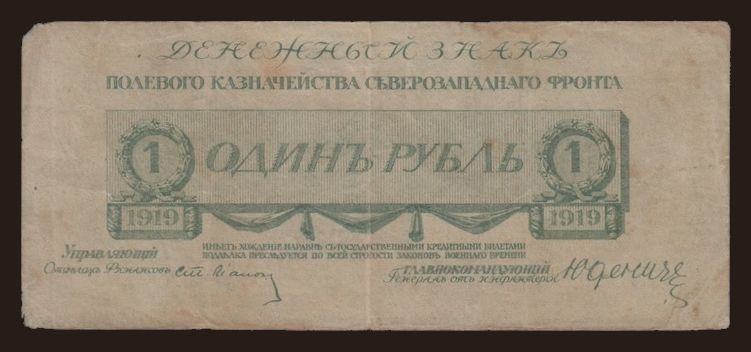 ДЕНЕЖНЫЙ ЗНАКЪ
ПОЛЕВОГО КАЗНАЧЕЙСТВА СѢВЕРОЗАПАДНАГО ФРОНТА
1 ОДИНЪ РУБЛЬ 1
1919 1919
ИМѢЕТЪ ХОЖДЕНІЕ НАРАВНѢ СЪ ГОСУДАРСТВЕННЫМИ КРЕДИТНЫМИ БИЛЕТАМИ
ПОДДѢЛКА ПРЕСЛѢДУЕТСЯ ПО ВСЕЙ СТРОГОСТИ ЗАКОНОВЪ ВОЕННАГО ВРЕМЕНИ
Управляющій
ГЛАВНОКОМАНДУЮЩІЙ
Генералъ отъ инфантеріи
Юденичъ